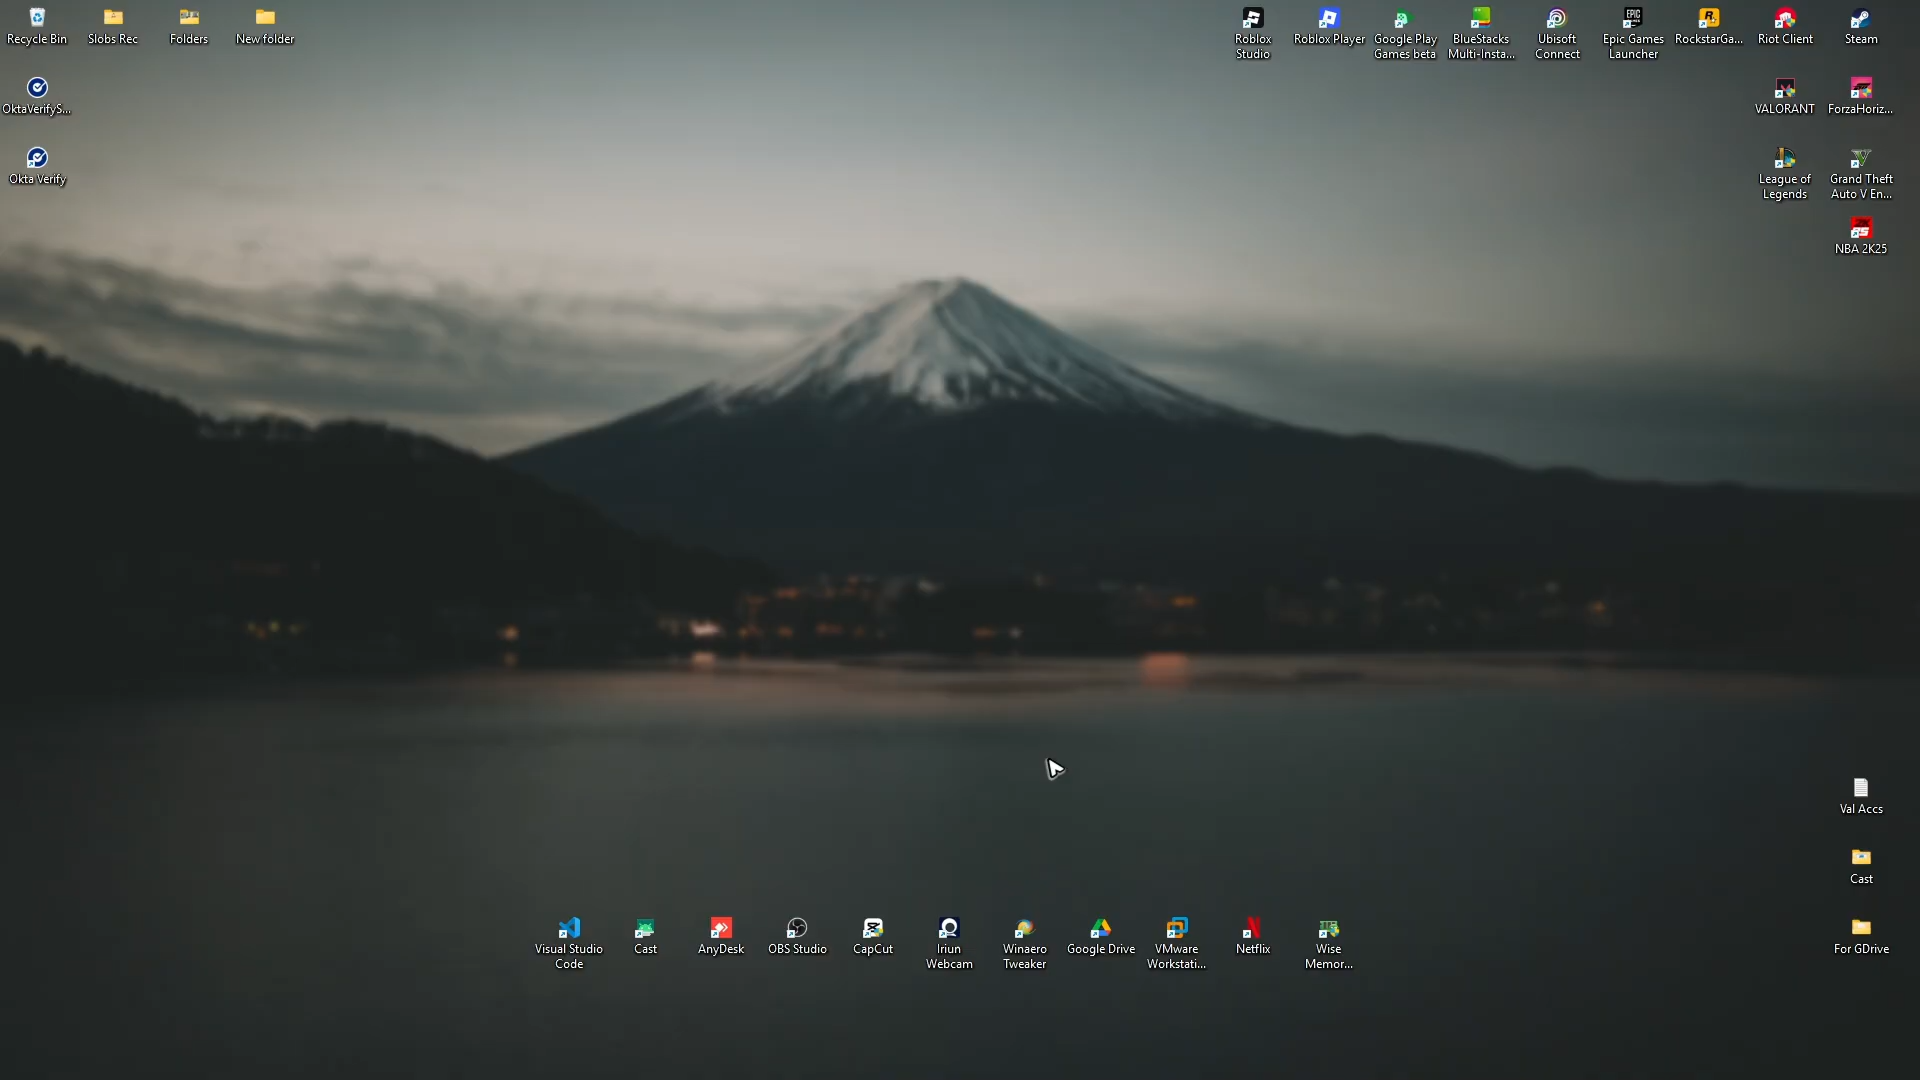 Recycle Bin
Slobs Rec
Folders
New folder
Roblox
Studio
Roblox Player
Google Play
Games beta
BlueStacks
Multi-Insta...
Ubisoft
Connect
Epic Games
Launcher
RockstarGa...
Riot Client
Steam
OktaVerifyS...
VALORANT
ForzaHoriz...
Okta Verify
League of
Legends
Grand Theft
Auto V En...
NBA 2K25
Val Accs
Cast
Visual Studio
Code
Cast
AnyDesk
OBS Studio
CapCut
Iriun
Webcam
Winaero
Tweaker
Google Drive
VMware
Workstati...
Netflix
Wise
Memor...
For GDrive